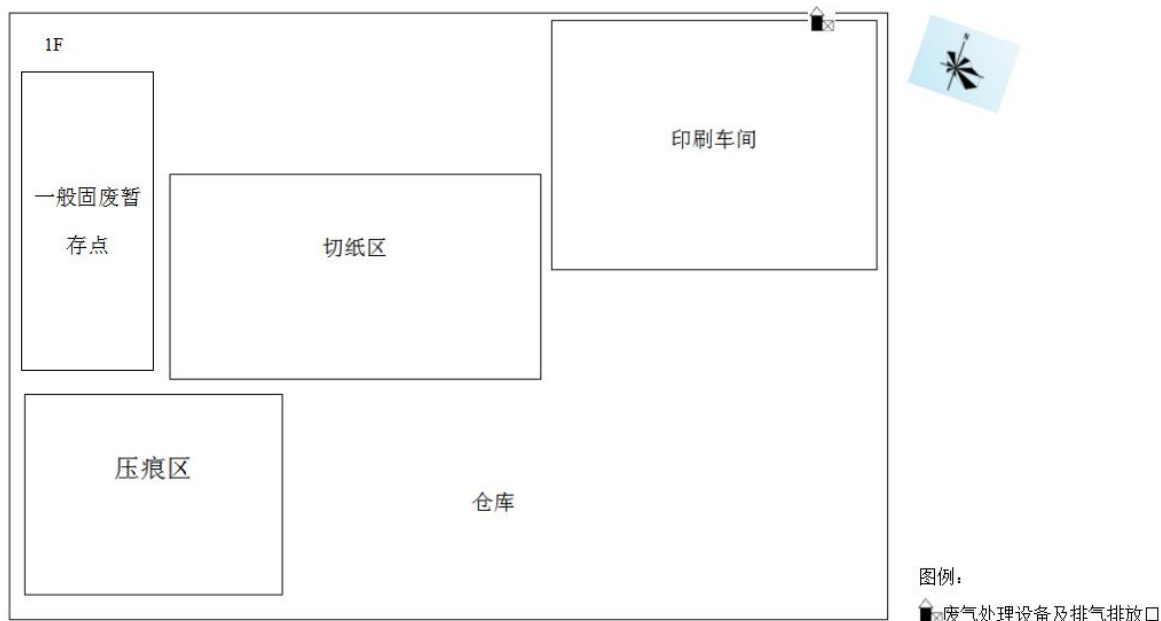 1F
N
印刷车间
一般固废暂
存点
切纸区
压痕区
仓库
图例：
废气处理设备及排气排放口